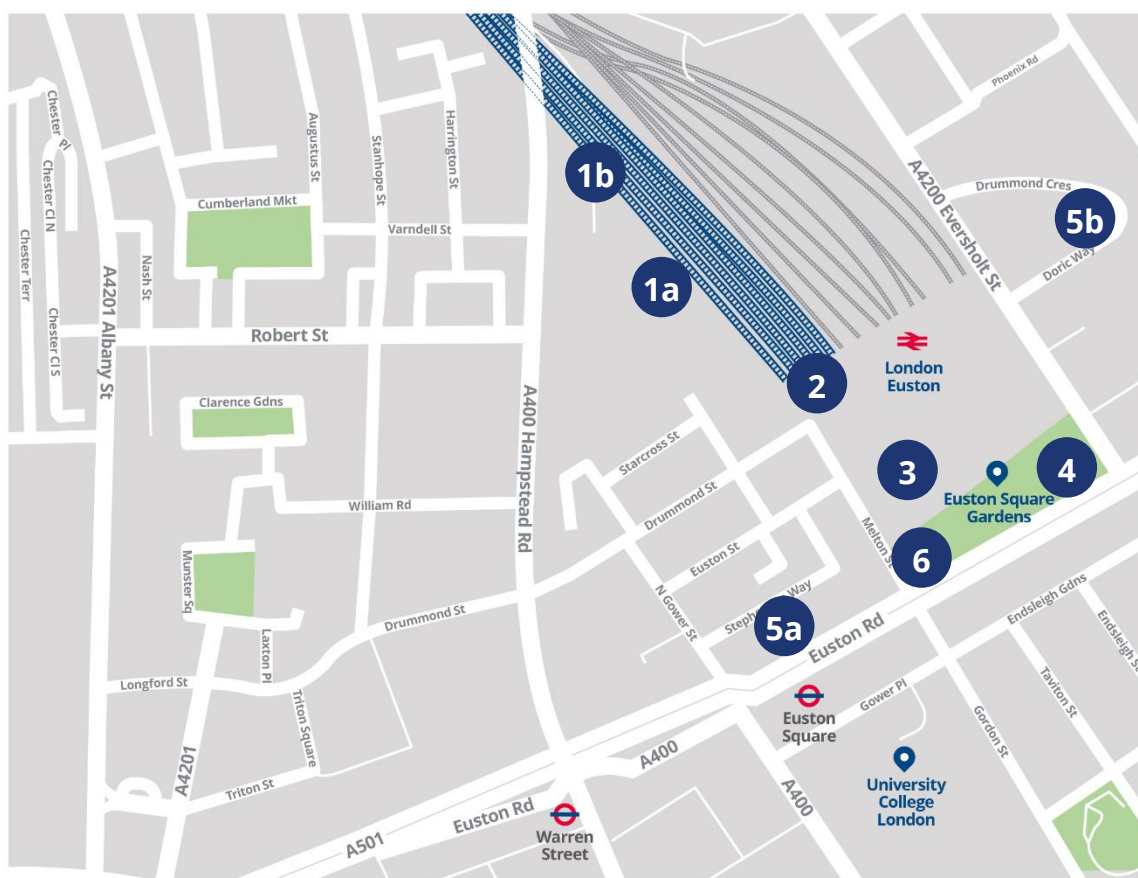 Phoenix Rd
Chester Pl
Augustus St
Harrington St
Stanhope St
1b
A4200 Eversholt St
Drummond Cres
5b
Chester Cl N
Cumberland Mkt
Varndell St
Doric Way
Chester Terr
Nash St
1a
A4201 Albany St
Chester Cl S
Robert St
London
Euston
2
Clarence Gdns
A400 Hampstead Rd
Starcross St
3
4
Euston Square
Gardens
William Rd
Drummond St
Melton St
Euston St
6
Munster Sq
N Gower St
5a
Endsleigh Gdns
Drummond St
Euston Rd
Endsleigh St
Laxton Pl
Longford St
Taviton St
Triton Square
Gower Pl
Euston
Square
Gordon St
A4201
A400
Triton St
University
College
London
A400
Euston Rd
A501
Warren
Street